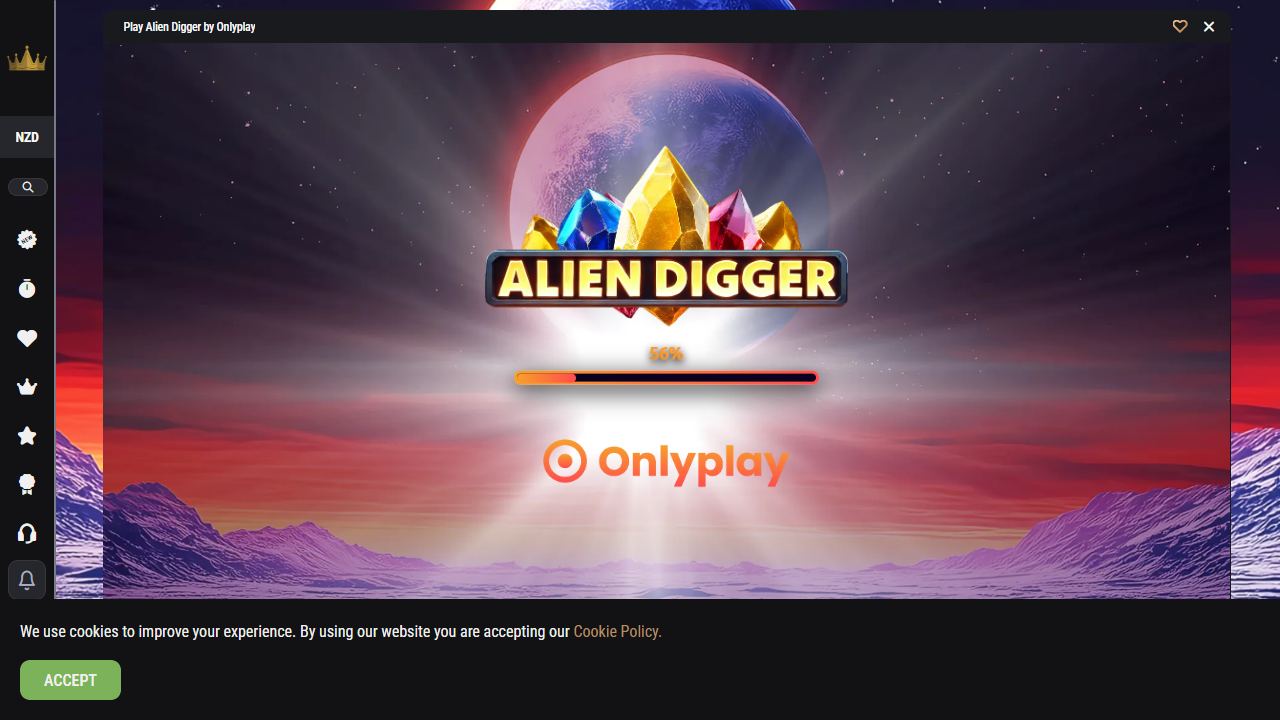 Play Alien Digger by Onlyplay
NZD
NEW
ALIEN DIGGER
56%
Onlyplay
We use cookies to improve your experience. By using our website you are accepting our Cookie Policy.
ACCEPT